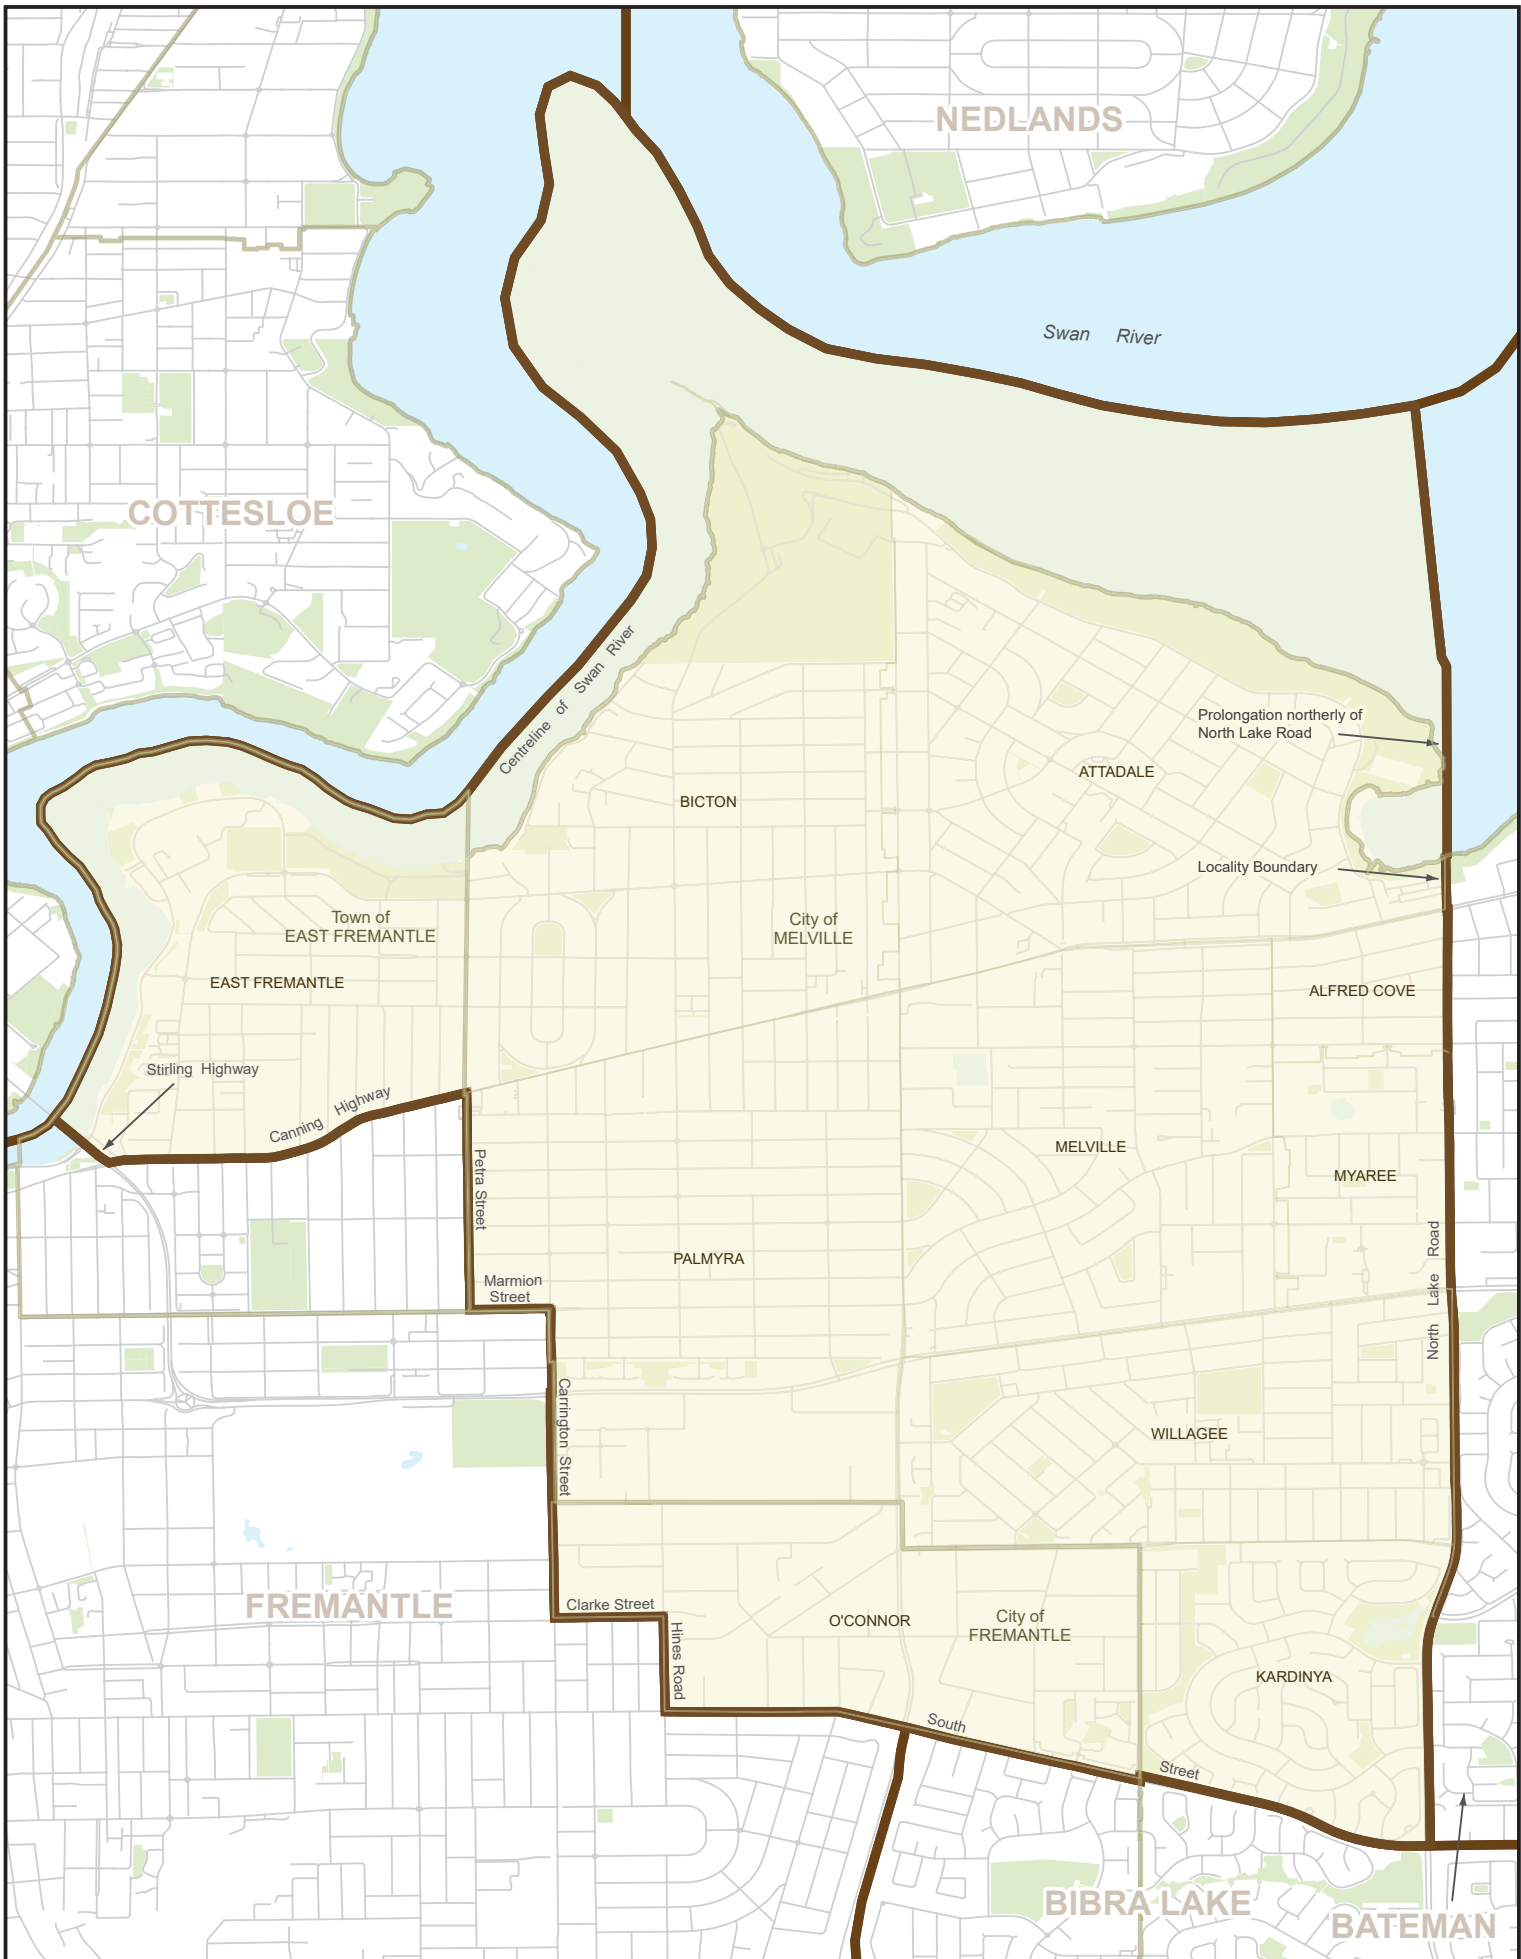 NEDLANDS
Swan River
COTTESLOE
Centreline of Swan River
Prolongation northerly of
North Lake Road
ATTADALE
BICTON
Locality Boundary
Town of
EAST FREMANTLE
City of
MELVILLE
EAST FREMANTLE
ALFRED COVE
Stirling Highway
Canning Highway
MELVILLE
Petra Street
MYAREE
PALMYRA
North Lake Road
Marmion
Street
Carrington Street
WILLAGEE
FREMANTLE
Clarke Street
O'CONNOR
City of
FREMANTLE
Hines Road
KARDINYA
South Street
BIBRA LAKE
BATEMAN